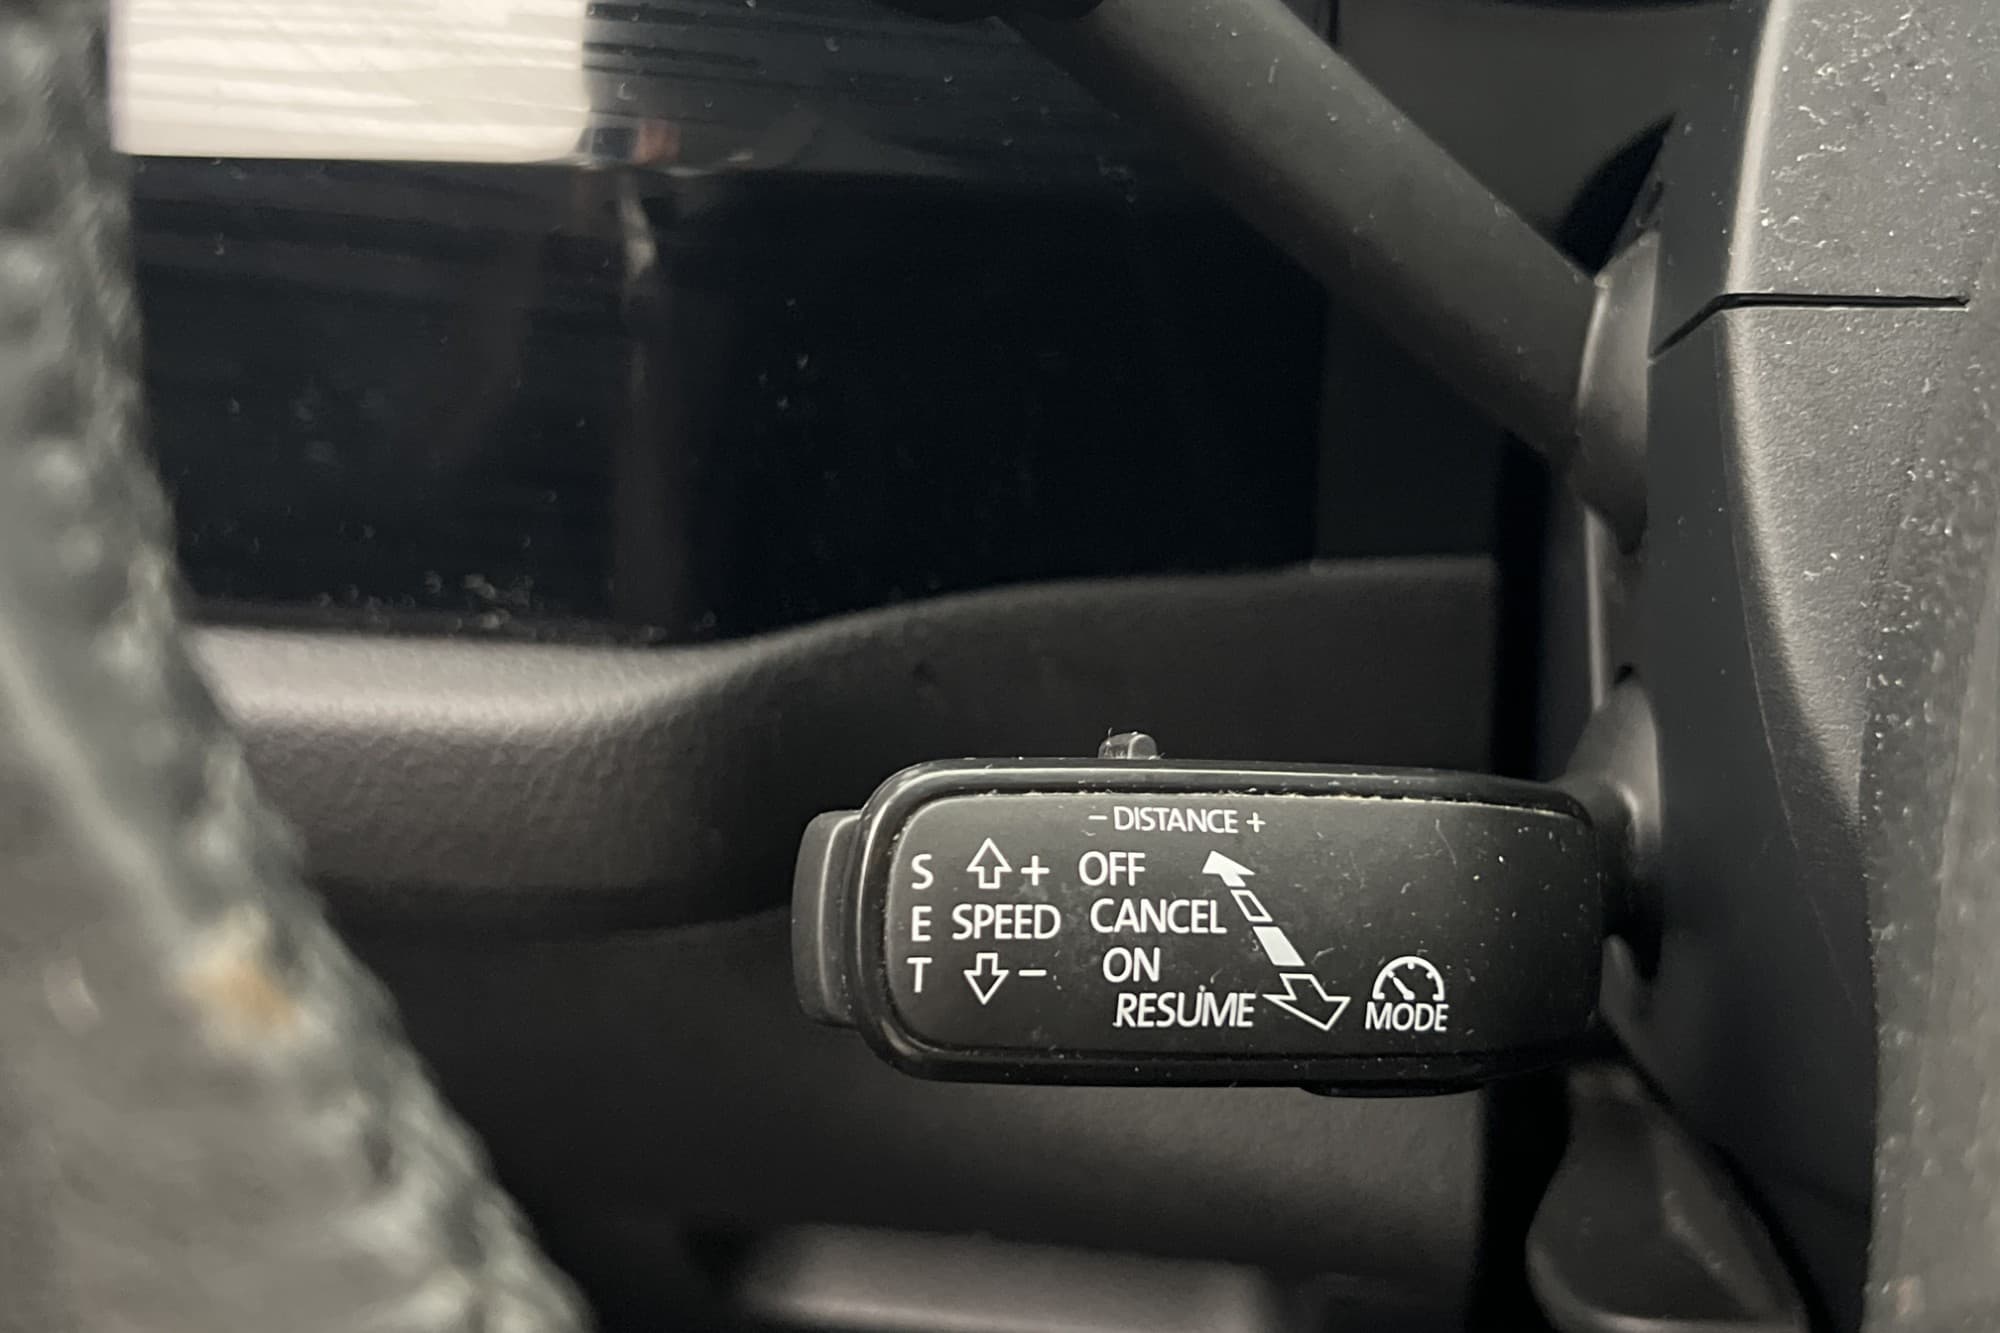 – DISTANCE +
S + OFF
E SPEED CANCEL
T – ON
RESUME
MODE